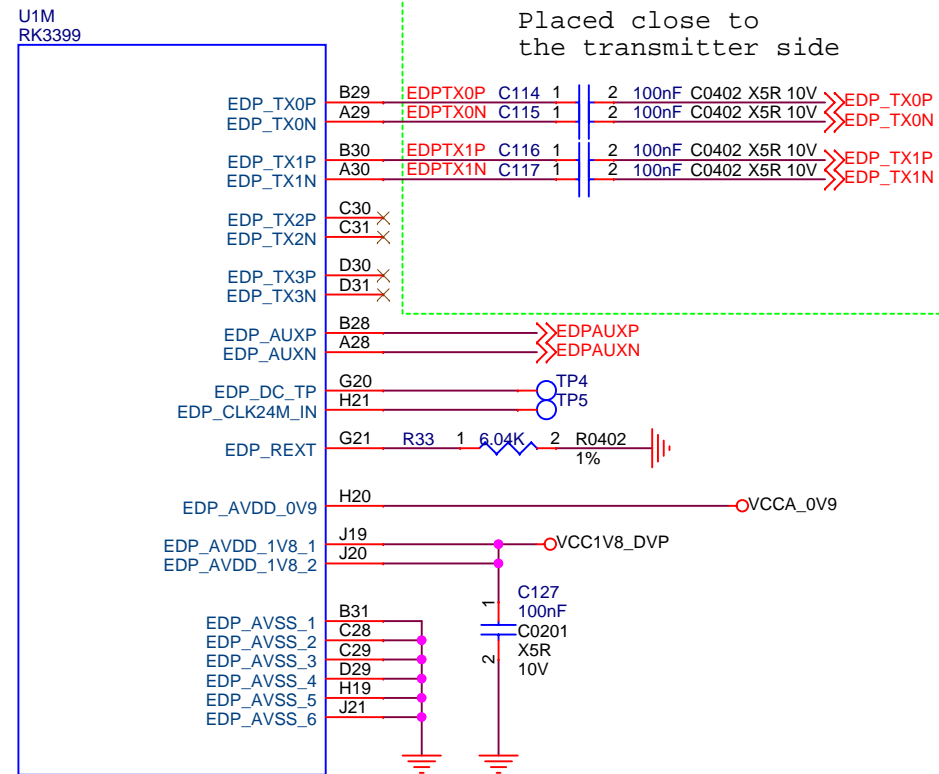 U1M
RK3399
Placed close to
the transmitter side
EDP_TX0P B29 EDPTX0P C114 1 2 100nF C0402 X5R 10V EDP_TX0P
EDP_TX0N A29 EDPTX0N C115 1 2 100nF C0402 X5R 10V EDP_TX0N
EDP_TX1P B30 EDPTX1P C116 1 2 100nF C0402 X5R 10V EDP_TX1P
EDP_TX1N A30 EDPTX1N C117 1 2 100nF C0402 X5R 10V EDP_TX1N
EDP_TX2P C30
EDP_TX2N C31
EDP_TX3P D30
EDP_TX3N D31
EDP_AUXP B28 EDPAUXP
EDP_AUXN A28 EDPAUXN
EDP_DC_TP G20 TP4
EDP_CLK24M_IN H21 TP5
EDP_REXT G21 R33 1 6.04K 2 R0402
1%
EDP_AVDD_0V9 H20 VCCA_0V9
EDP_AVDD_1V8_1 J19 VCC1V8_DVP
EDP_AVDD_1V8_2 J20
C127
1 100nF
C0201
X5R
2 10V
EDP_AVSS_1 B31
EDP_AVSS_2 C28
EDP_AVSS_3 C29
EDP_AVSS_4 D29
EDP_AVSS_5 H19
EDP_AVSS_6 J21